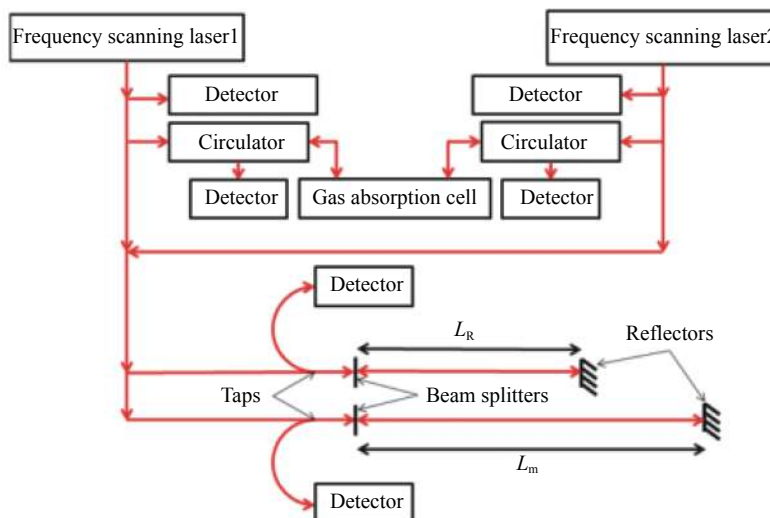 Frequency scanning laser1
Frequency scanning laser2
Detector
Detector
Circulator
Circulator
Detector
Gas absorption cell
Detector
Detector
L_R
Reflectors
Taps
Beam splitters
L_m
Detector